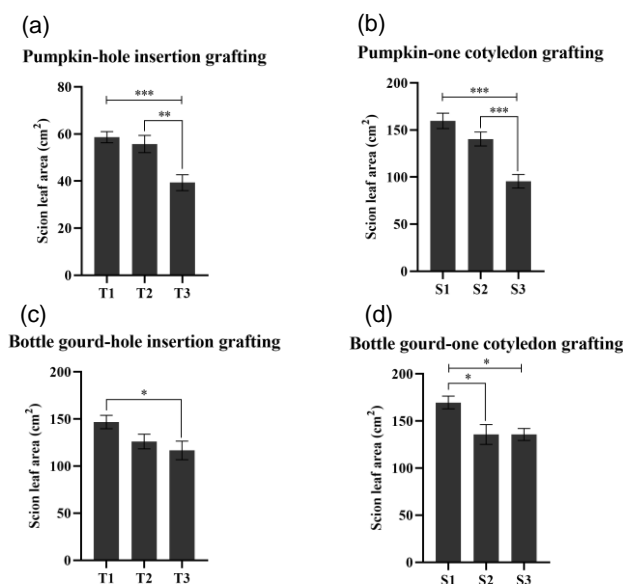 (a)
Pumpkin-hole insertion grafting
Scion leaf area (cm²)
80
60
40
20
0
***
**
T1 T2 T3
(b)
Pumpkin-one cotyledon grafting
Scion leaf area (cm²)
200
150
100
50
0
***
***
S1 S2 S3
(c)
Bottle gourd-hole insertion grafting
Scion leaf area (cm²)
200
150
100
50
0
*
T1 T2 T3
(d)
Bottle gourd-one cotyledon grafting
Scion leaf area (cm²)
200
150
100
50
0
*
*
S1 S2 S3